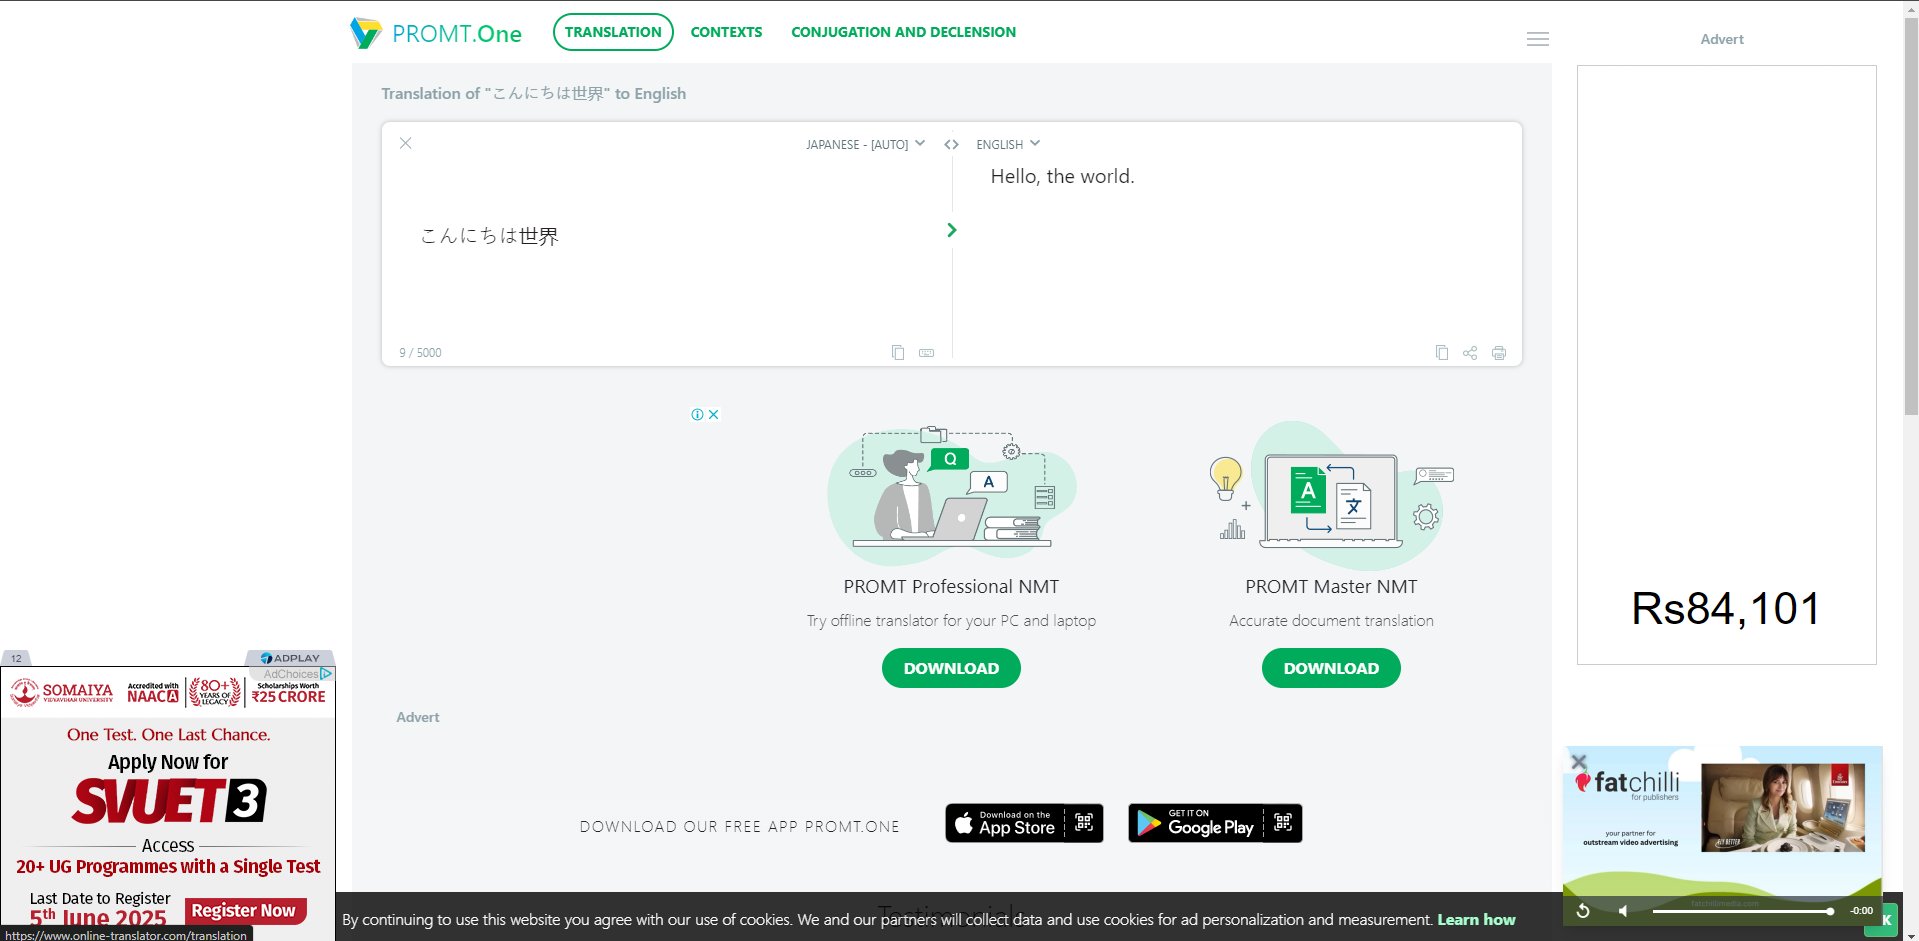 PROMT.One
TRANSLATION
CONTEXTS
CONJUGATION AND DECLENSION
Advert
Translation of "こんにちは世界" to English
JAPANESE - [AUTO]
ENGLISH
Hello, the world.
こんにちは世界
9 / 5000
Q
A
A
PROMT Professional NMT
Try offline translator for your PC and laptop
DOWNLOAD
PROMT Master NMT
Accurate document translation
DOWNLOAD
Rs84,101
Advert
DOWNLOAD OUR FREE APP PROMT.ONE
Download on the
App Store
GET IT ON
Google Play
12
ADPLAY
AdChoices
SOMAIYA
VIDYAVIHAR UNIVERSITY
Accredited with
NAAC A
80+
YEARS OF
LEGACY
Scholarships Worth
₹25 CRORE
One Test. One Last Chance.
Apply Now for
SVUET3
Access
20+ UG Programmes with a Single Test
Last Date to Register
5th June 2025
Register Now
https://www.online-translator.com/translation
Testimonials
By continuing to use this website you agree with our use of cookies. We and our partners will collect data and use cookies for ad personalization and measurement. Learn how
fatchilli
for publishers
your partner for
outstream video advertising
Emirates
FLY BETTER
fatchillimedia.com
-0:00
K